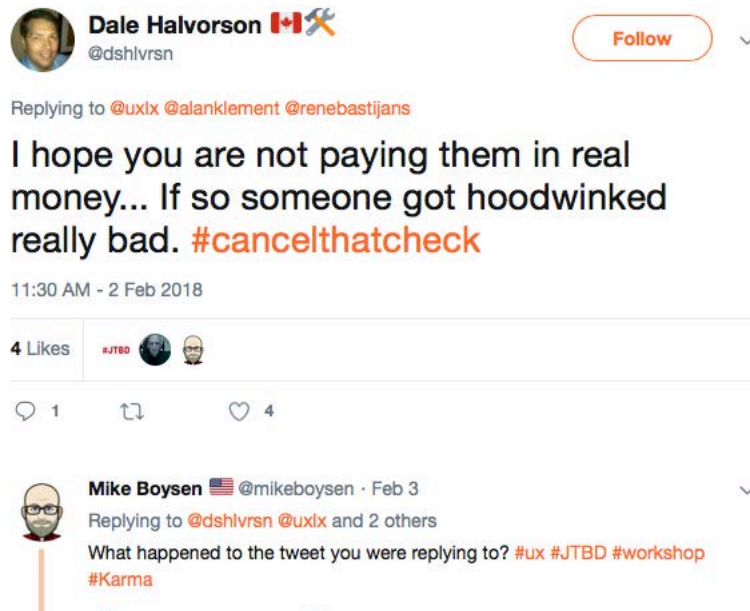 Dale Halvorson 🇨🇦🛠
@dshlvrsn
Follow
Replying to @uxlx @alanklement @renebastijans
I hope you are not paying them in real
money... If so someone got hoodwinked
really bad. #cancelthatcheck
11:30 AM - 2 Feb 2018
4 Likes
#JTBD
1
4
Mike Boysen 🇺🇸 @mikeboysen · Feb 3
Replying to @dshlvrsn @uxlx and 2 others
What happened to the tweet you were replying to? #ux #JTBD #workshop
#Karma